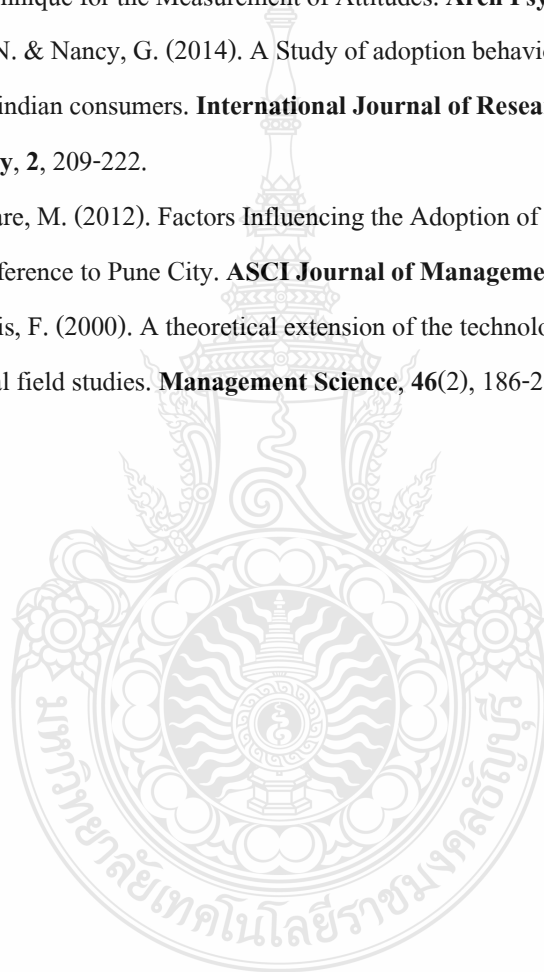 nique for the Measurement of Attitudes. Arch Psy
N. & Nancy, G. (2014). A Study of adoption behavio
indian consumers. International Journal of Resea
y, 2, 209-222.
are, M. (2012). Factors Influencing the Adoption of
ference to Pune City. ASCI Journal of Manageme
is, F. (2000). A theoretical extension of the technolo
al field studies. Management Science, 46(2), 186-2
มหาวิทยาลัยเทคโนโลยีราชมงคลธัญบุรี